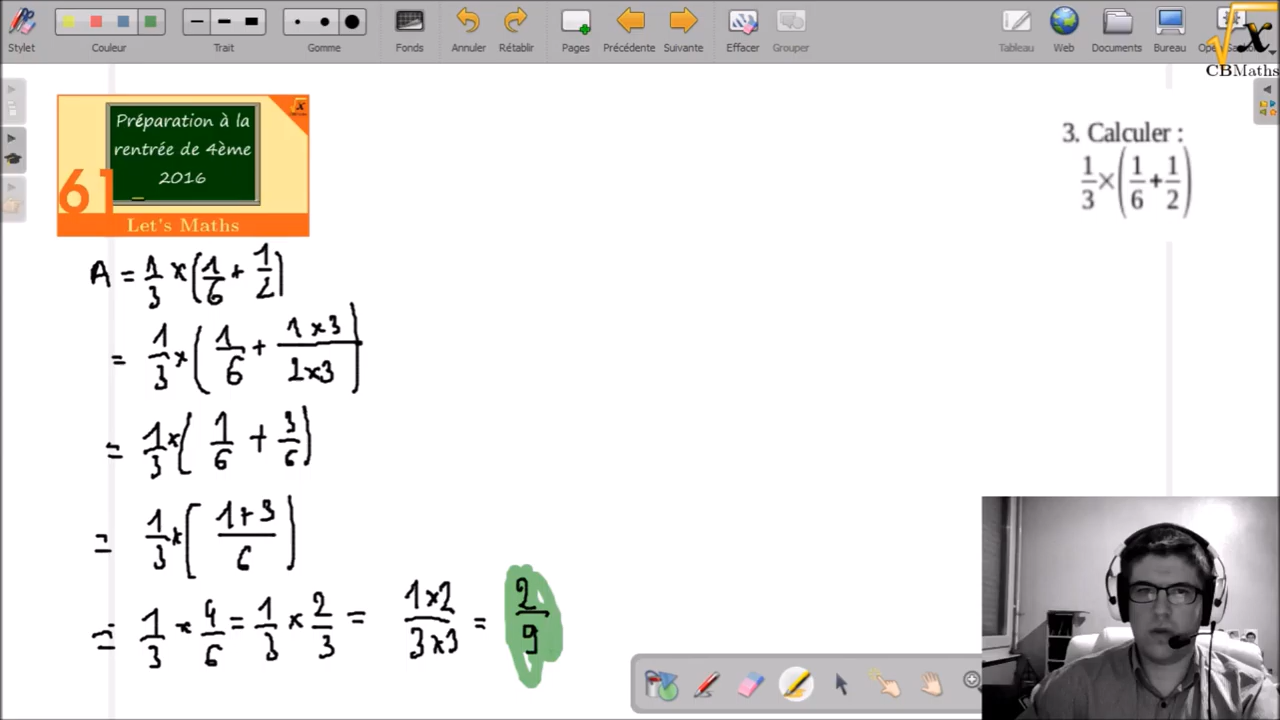 Stylet Couleur Trait Gomme Fonds Annuler Rétablir Pages Précédente Suivante Effacer Grouper Tableau Web Documents Bureau
CBMaths
Préparation à la
rentrée de 4ème
2016
61
Let's Maths
3. Calculer :
1/3 × (1/6 + 1/2)
A = 1/3 × (1/6 + 1/2)
= 1/3 × (1/6 + 1×3/2×3)
= 1/3 × (1/6 + 3/6)
= 1/3 × (1+3/6)
= 1/3 × 4/6 = 1/3 × 2/3 = 1×2/3×3 = 2/9